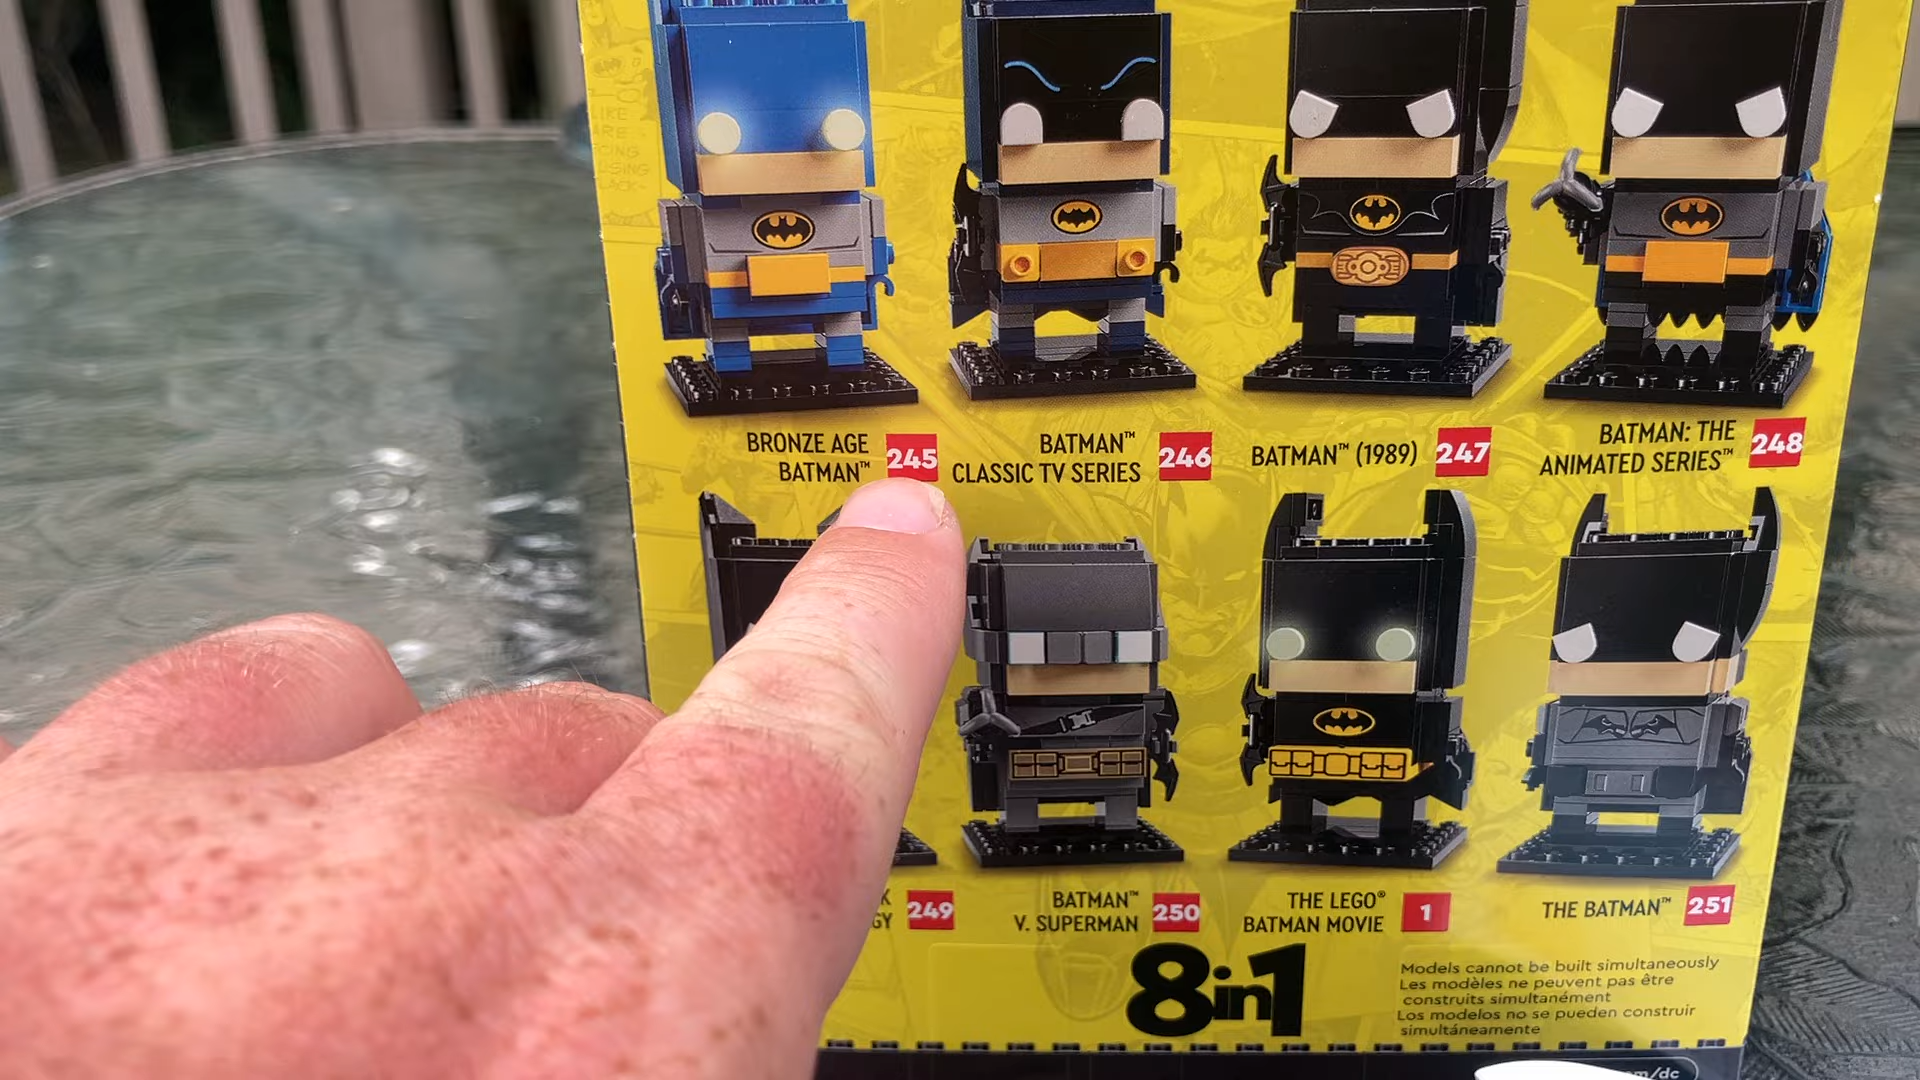 BRONZE AGE
BATMAN™
245
BATMAN™
CLASSIC TV SERIES
246
BATMAN™ (1989)
247
BATMAN: THE
ANIMATED SERIES™
248
K
GY
249
BATMAN™
V. SUPERMAN
250
THE LEGO®
BATMAN MOVIE
1
THE BATMAN™
251
8in1
Models cannot be built simultaneously
Les modèles ne peuvent pas être
construits simultanément
Los modelos no se pueden construir
simultáneamente
m/dc